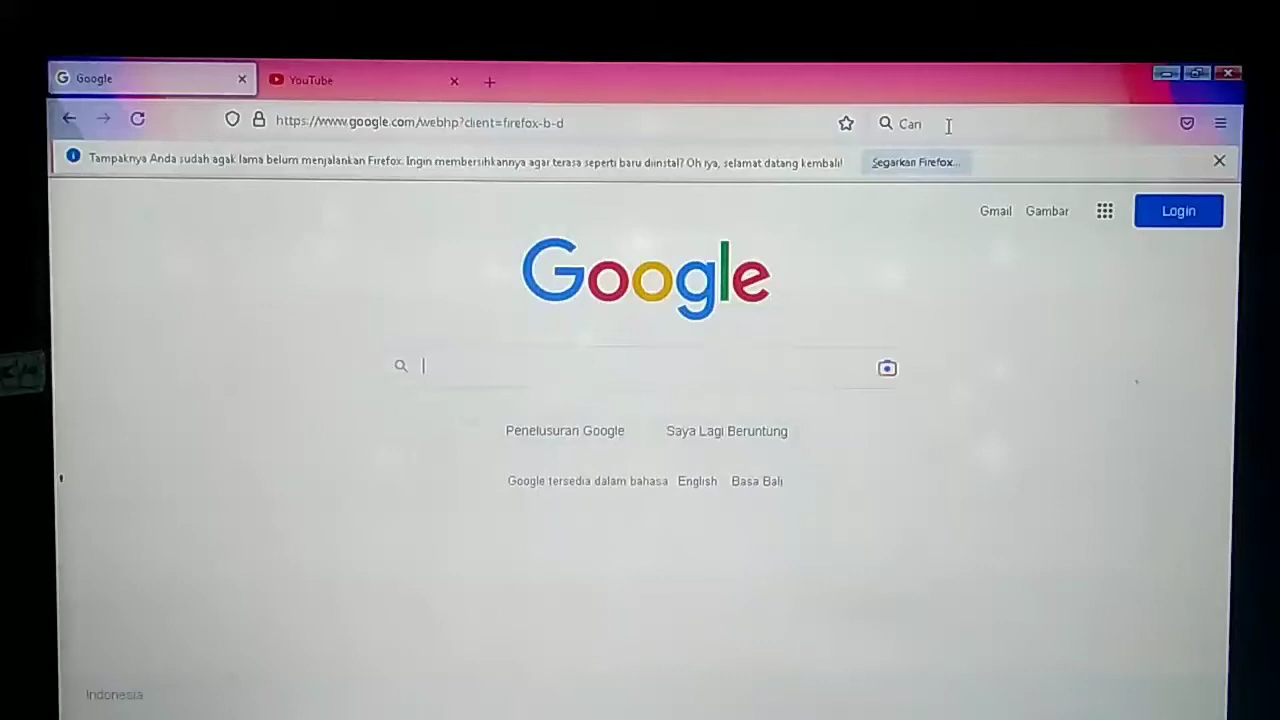 Google
YouTube
https://www.google.com/webhp?client=firefox-b-d
Cari
Tampaknya Anda sudah agak lama belum menjalankan Firefox. Ingin membersihkannya agar terasa seperti baru diinstal? Oh iya, selamat datang kembali!
Segarkan Firefox...
Gmail Gambar Login
Google
Penelusuran Google Saya Lagi Beruntung
Google tersedia dalam bahasa English Basa Bali
Indonesia